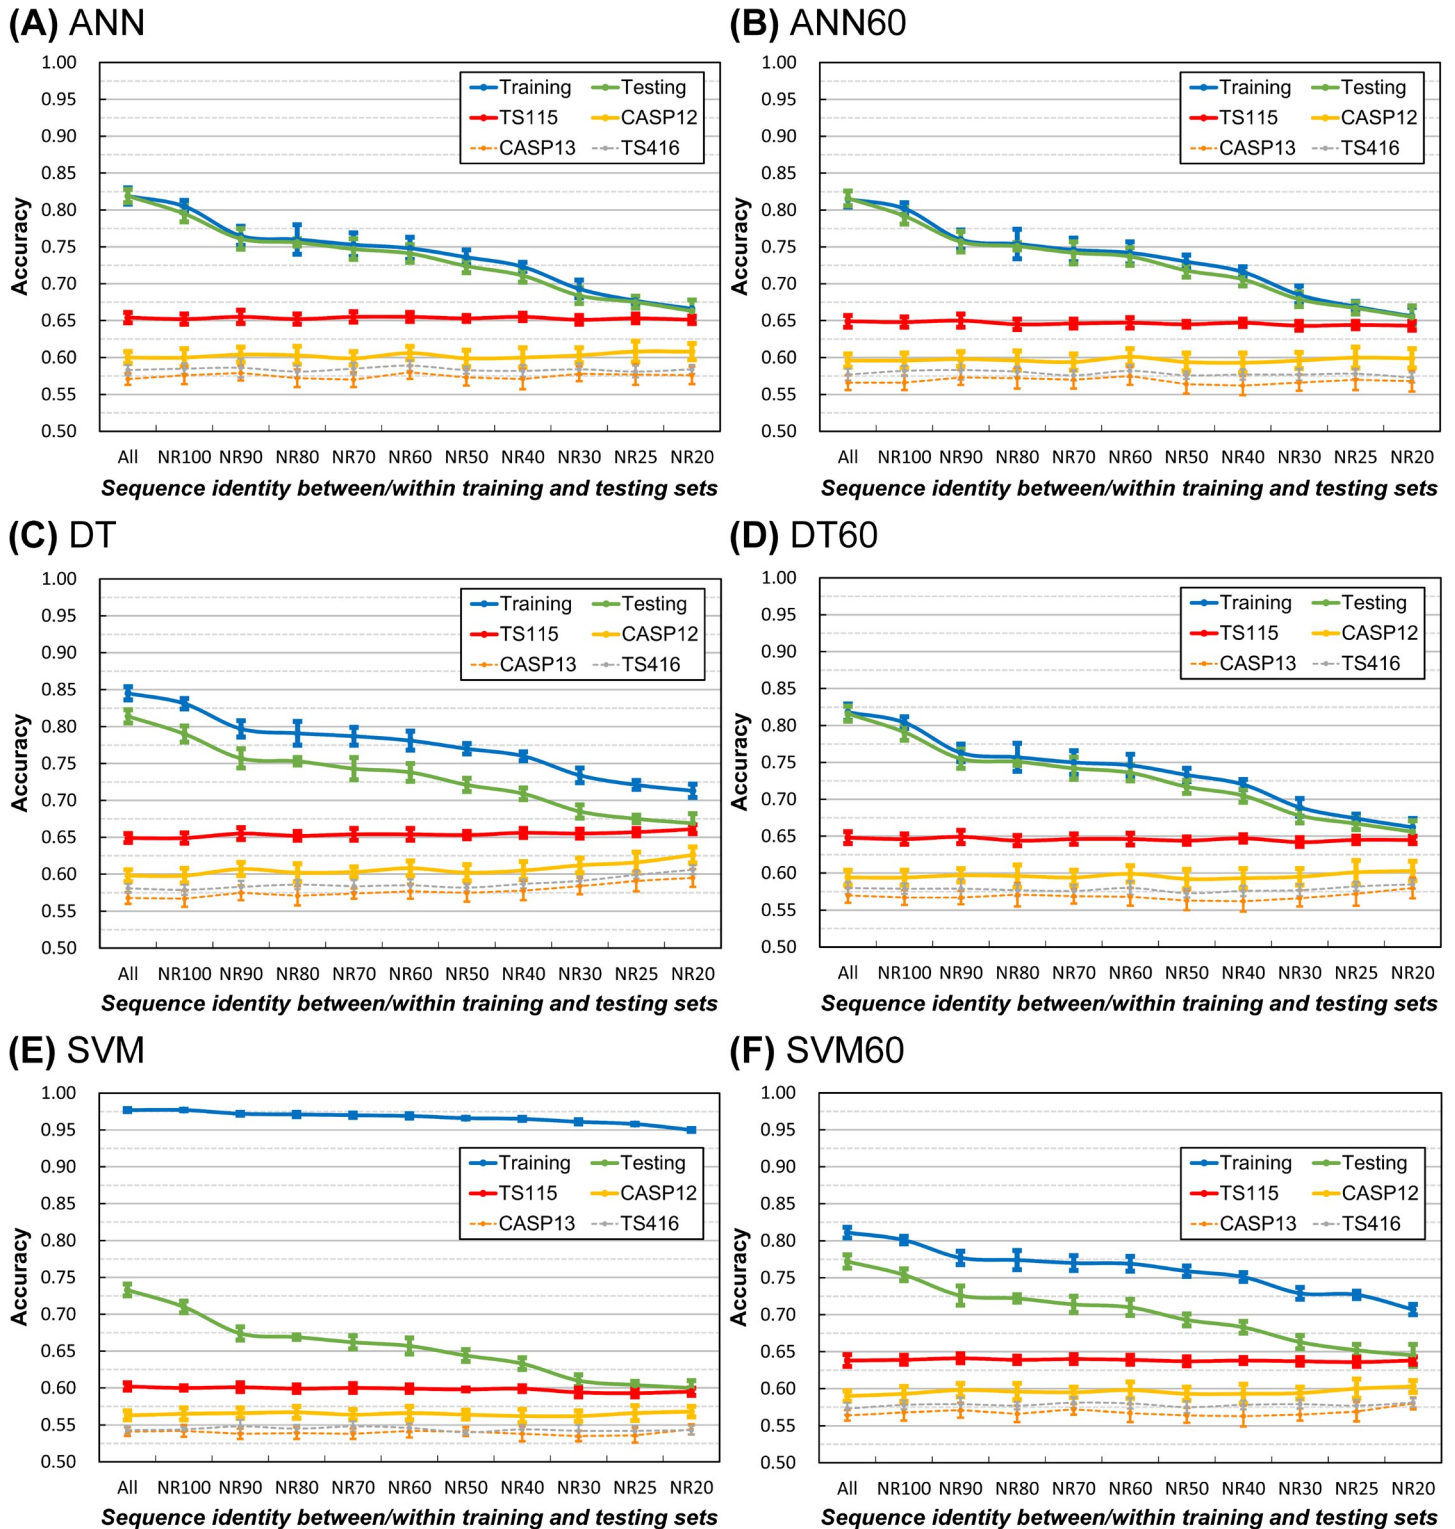 (A) ANN
1.00
0.95
0.90
0.85
0.80
0.75
0.70
0.65
0.60
0.55
0.50
Accuracy
Training Testing
TS115 CASP12
CASP13 TS416
All NR100 NR90 NR80 NR70 NR60 NR50 NR40 NR30 NR25 NR20
Sequence identity between/within training and testing sets
(B) ANN60
1.00
0.95
0.90
0.85
0.80
0.75
0.70
0.65
0.60
0.55
0.50
Accuracy
Training Testing
TS115 CASP12
CASP13 TS416
All NR100 NR90 NR80 NR70 NR60 NR50 NR40 NR30 NR25 NR20
Sequence identity between/within training and testing sets
(C) DT
1.00
0.95
0.90
0.85
0.80
0.75
0.70
0.65
0.60
0.55
0.50
Accuracy
Training Testing
TS115 CASP12
CASP13 TS416
All NR100 NR90 NR80 NR70 NR60 NR50 NR40 NR30 NR25 NR20
Sequence identity between/within training and testing sets
(D) DT60
1.00
0.95
0.90
0.85
0.80
0.75
0.70
0.65
0.60
0.55
0.50
Accuracy
Training Testing
TS115 CASP12
CASP13 TS416
All NR100 NR90 NR80 NR70 NR60 NR50 NR40 NR30 NR25 NR20
Sequence identity between/within training and testing sets
(E) SVM
1.00
0.95
0.90
0.85
0.80
0.75
0.70
0.65
0.60
0.55
0.50
Accuracy
Training Testing
TS115 CASP12
CASP13 TS416
All NR100 NR90 NR80 NR70 NR60 NR50 NR40 NR30 NR25 NR20
Sequence identity between/within training and testing sets
(F) SVM60
1.00
0.95
0.90
0.85
0.80
0.75
0.70
0.65
0.60
0.55
0.50
Accuracy
Training Testing
TS115 CASP12
CASP13 TS416
All NR100 NR90 NR80 NR70 NR60 NR50 NR40 NR30 NR25 NR20
Sequence identity between/within training and testing sets